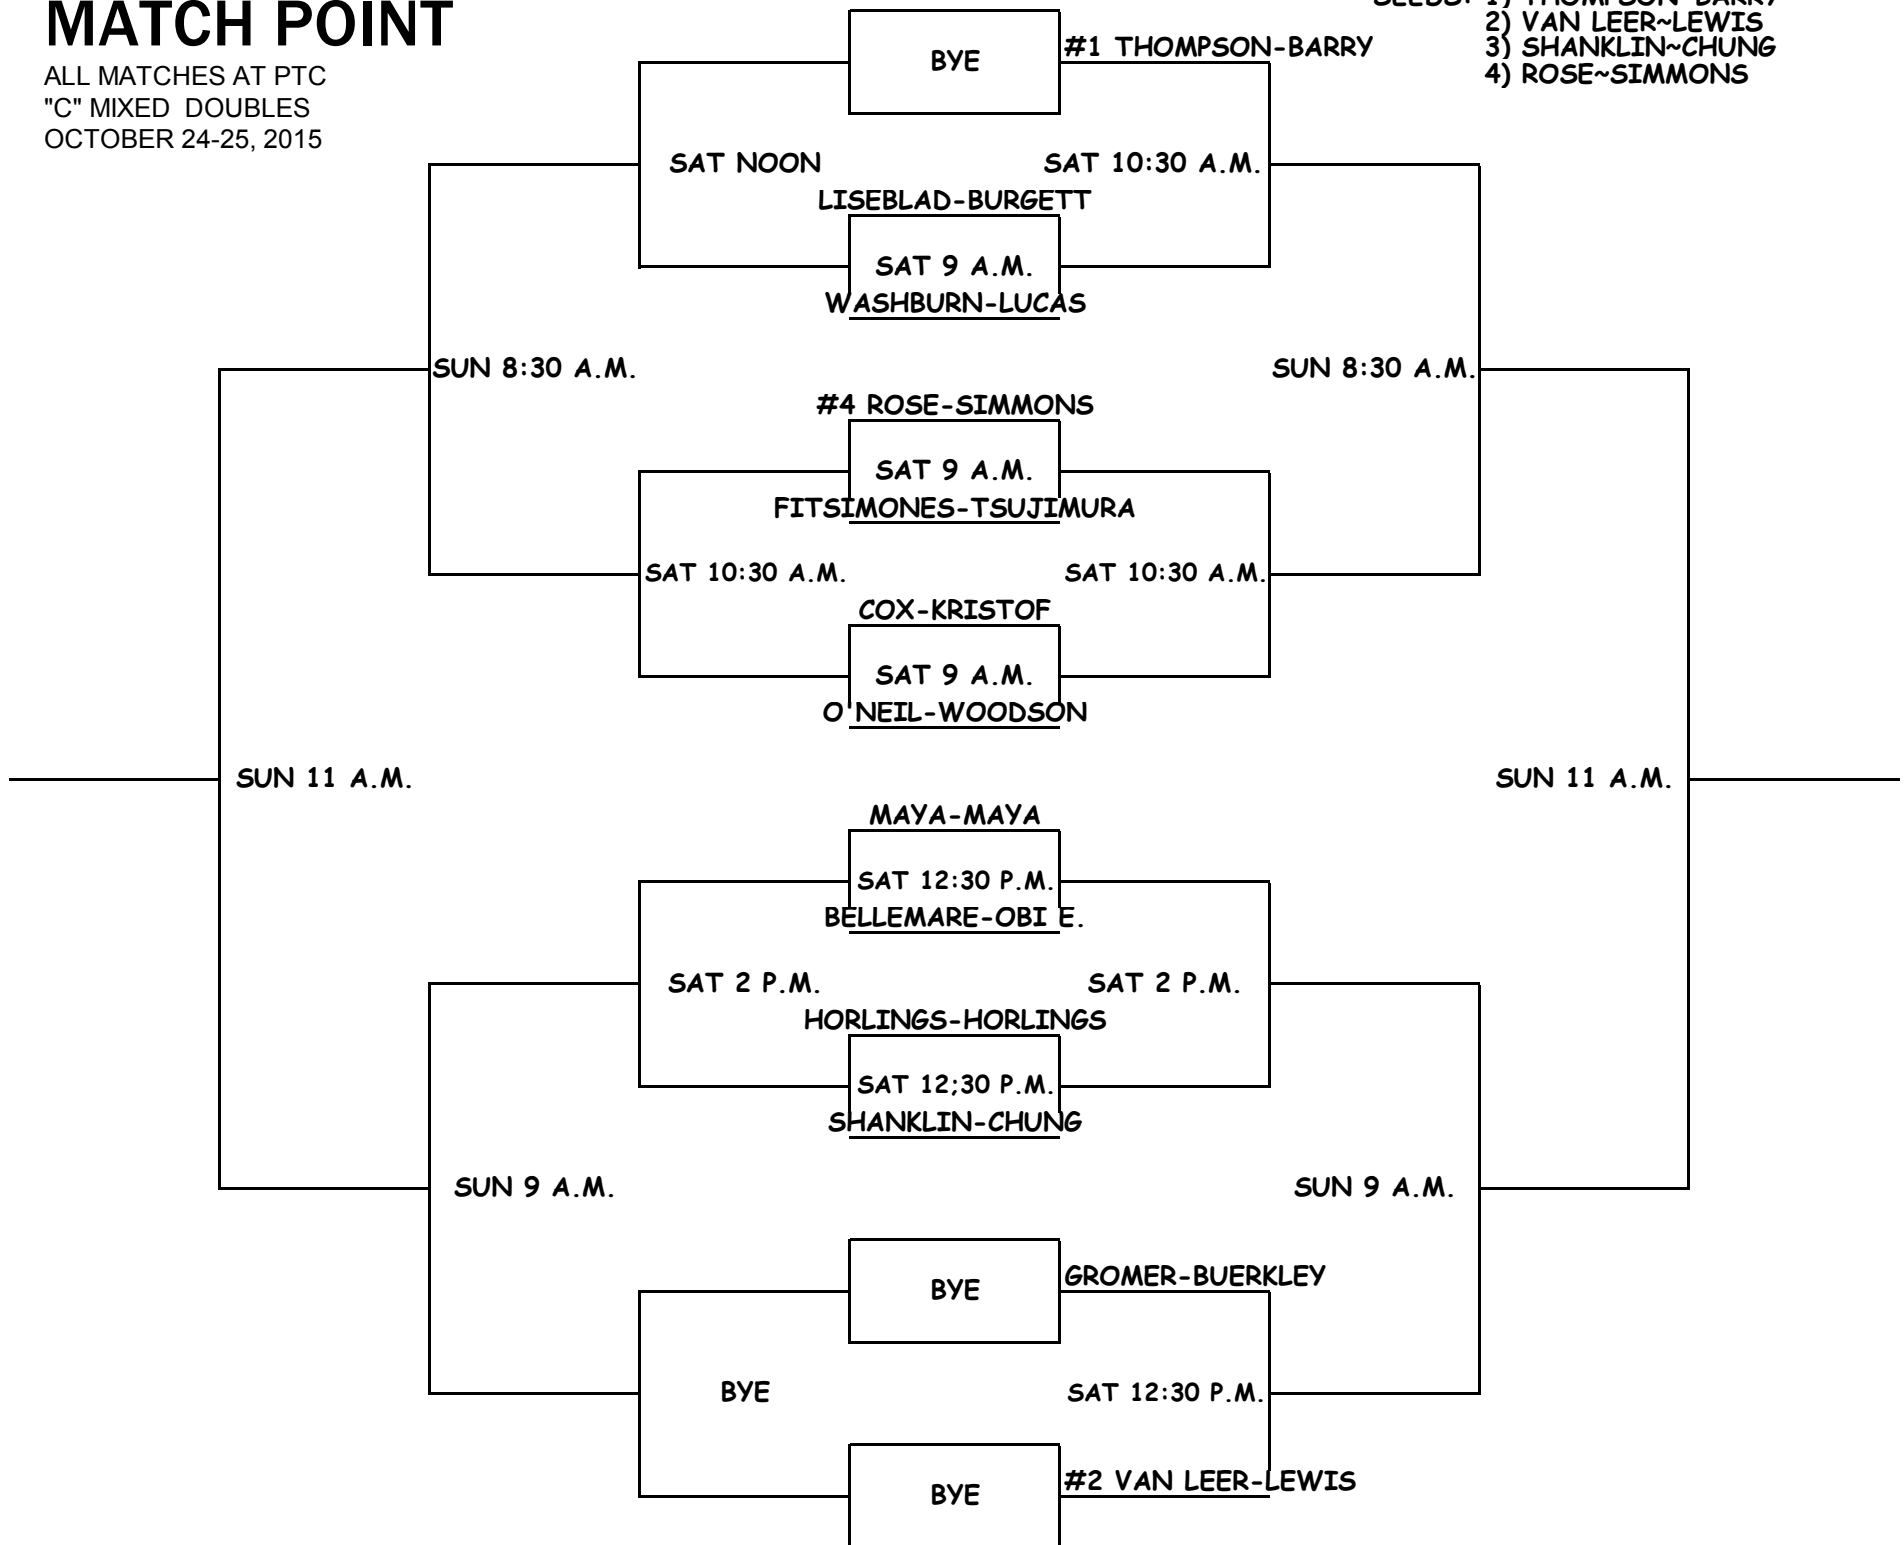 MATCH POINT
ALL MATCHES AT PTC
"C" MIXED DOUBLES
OCTOBER 24-25, 2015
SEEDS: 1) THOMPSON~BARRY
2) VAN LEER~LEWIS
3) SHANKLIN~CHUNG
4) ROSE~SIMMONS
BYE
#1 THOMPSON-BARRY
SAT NOON
SAT 10:30 A.M.
LISEBLAD-BURGETT
SAT 9 A.M.
WASHBURN-LUCAS
SUN 8:30 A.M.
SUN 8:30 A.M.
#4 ROSE-SIMMONS
SAT 9 A.M.
FITSIMONES-TSUJIMURA
SAT 10:30 A.M.
SAT 10:30 A.M.
COX-KRISTOF
SAT 9 A.M.
O'NEIL-WOODSON
SUN 11 A.M.
SUN 11 A.M.
MAYA-MAYA
SAT 12:30 P.M.
BELLEMARE-OBI E.
SAT 2 P.M.
SAT 2 P.M.
HORLINGS-HORLINGS
SAT 12;30 P.M.
SHANKLIN-CHUNG
SUN 9 A.M.
SUN 9 A.M.
BYE
GROMER-BUERKLEY
BYE
SAT 12:30 P.M.
BYE
#2 VAN LEER-LEWIS